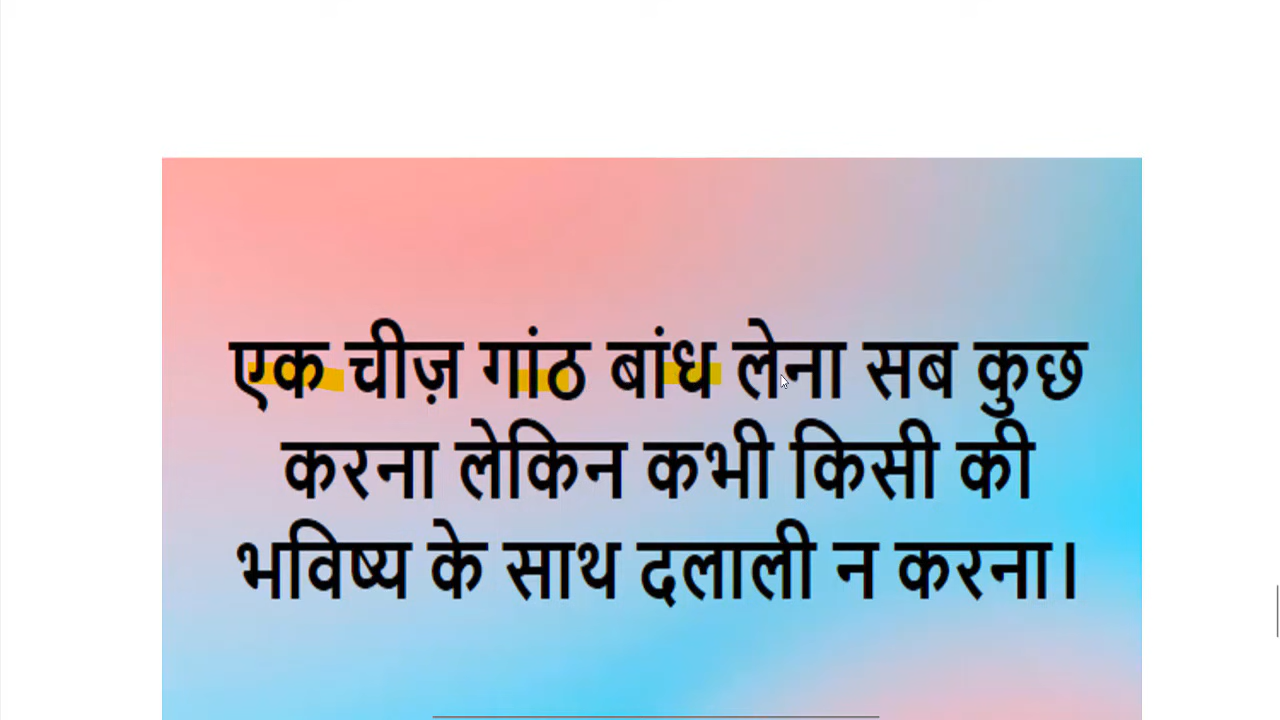 एक चीज़ गांठ बांध लेना सब कुछ
करना लेकिन कभी किसी की
भविष्य के साथ दलाली न करना।